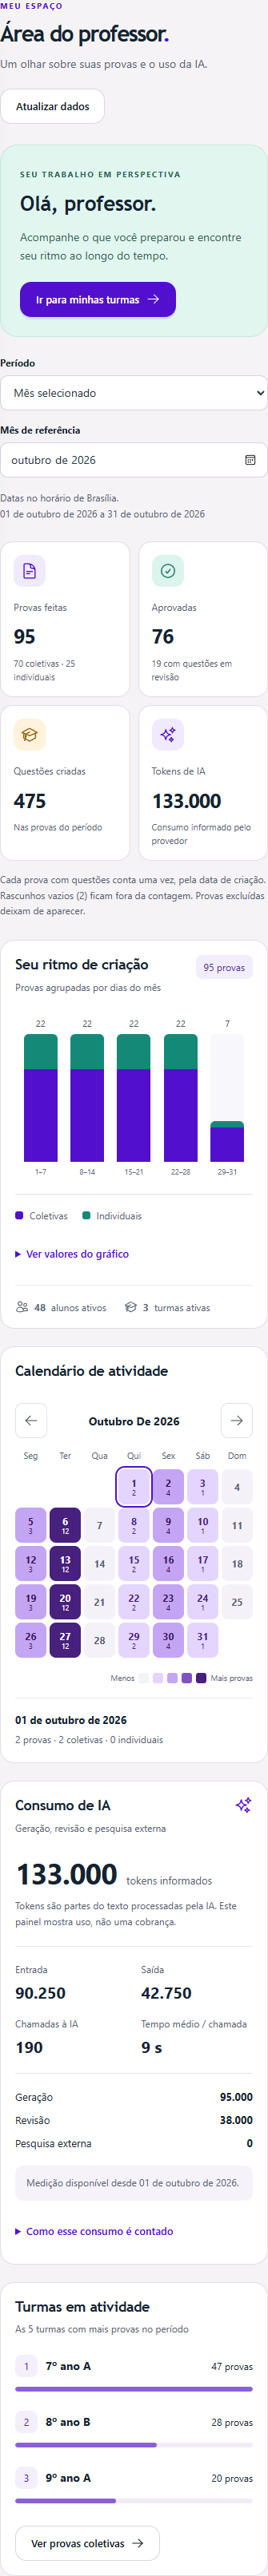 MEU ESPAÇO
Área do professor.
Um olhar sobre suas provas e o uso da IA.
Atualizar dados
SEU TRABALHO EM PERSPECTIVA
Olá, professor.
Acompanhe o que você preparou e encontre
seu ritmo ao longo do tempo.
Ir para minhas turmas →
Período
Mês selecionado
Mês de referência
outubro de 2026
Datas no horário de Brasília.
01 de outubro de 2026 a 31 de outubro de 2026
Provas feitas
95
70 coletivas · 25
individuais
Aprovadas
76
19 com questões em
revisão
Questões criadas
475
Nas provas do período
Tokens de IA
133.000
Consumo informado pelo
provedor
Cada prova com questões conta uma vez, pela data de criação.
Rascunhos vazios (2) ficam fora da contagem. Provas excluídas
deixam de aparecer.
Seu ritmo de criação
95 provas
Provas agrupadas por dias do mês
22 22 22 22 7
1–7 8–14 15–21 22–28 29–31
Coletivas Individuais
Ver valores do gráfico
48 alunos ativos 3 turmas ativas
Calendário de atividade
← Outubro De 2026 →
Seg Ter Qua Qui Sex Sáb Dom
1 2 3 4
2 4 1
5 6 7 8 9 10 11
3 12 2 4 1
12 13 14 15 16 17 18
3 12 2 4 1
19 20 21 22 23 24 25
3 12 2 4 1
26 27 28 29 30 31
3 12 2 4 1
Menos Mais provas
01 de outubro de 2026
2 provas · 2 coletivas · 0 individuais
Consumo de IA
Geração, revisão e pesquisa externa
133.000 tokens informados
Tokens são partes do texto processadas pela IA. Este
painel mostra uso, não uma cobrança.
Entrada Saída
90.250 42.750
Chamadas à IA Tempo médio / chamada
190 9 s
Geração 95.000
Revisão 38.000
Pesquisa externa 0
Medição disponível desde 01 de outubro de 2026.
Como esse consumo é contado
Turmas em atividade
As 5 turmas com mais provas no período
1 7º ano A 47 provas
2 8º ano B 28 provas
3 9º ano A 20 provas
Ver provas coletivas →